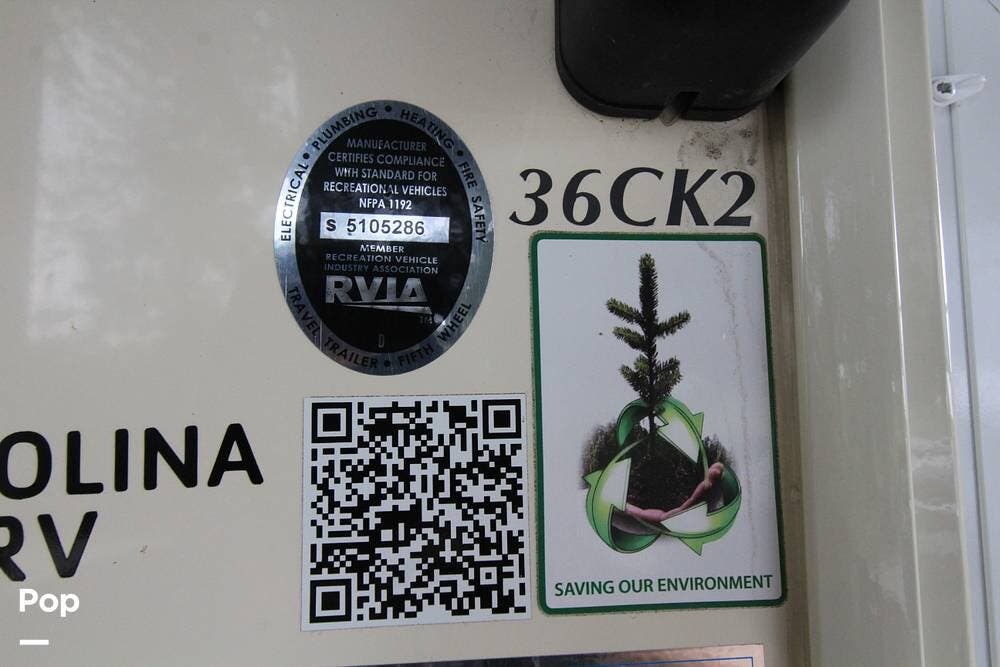 ELECTRICAL • PLUMBING • HEATING • FIRE SAFETY
MANUFACTURER
CERTIFIES COMPLIANCE
WITH STANDARD FOR
RECREATIONAL VEHICLES
NFPA 1192
S 5105286
MEMBER
RECREATION VEHICLE
INDUSTRY ASSOCIATION
RVIA
D
TRAVEL TRAILER • FIFTH WHEEL
36CK2
SAVING OUR ENVIRONMENT
OLINA
RV
Pop